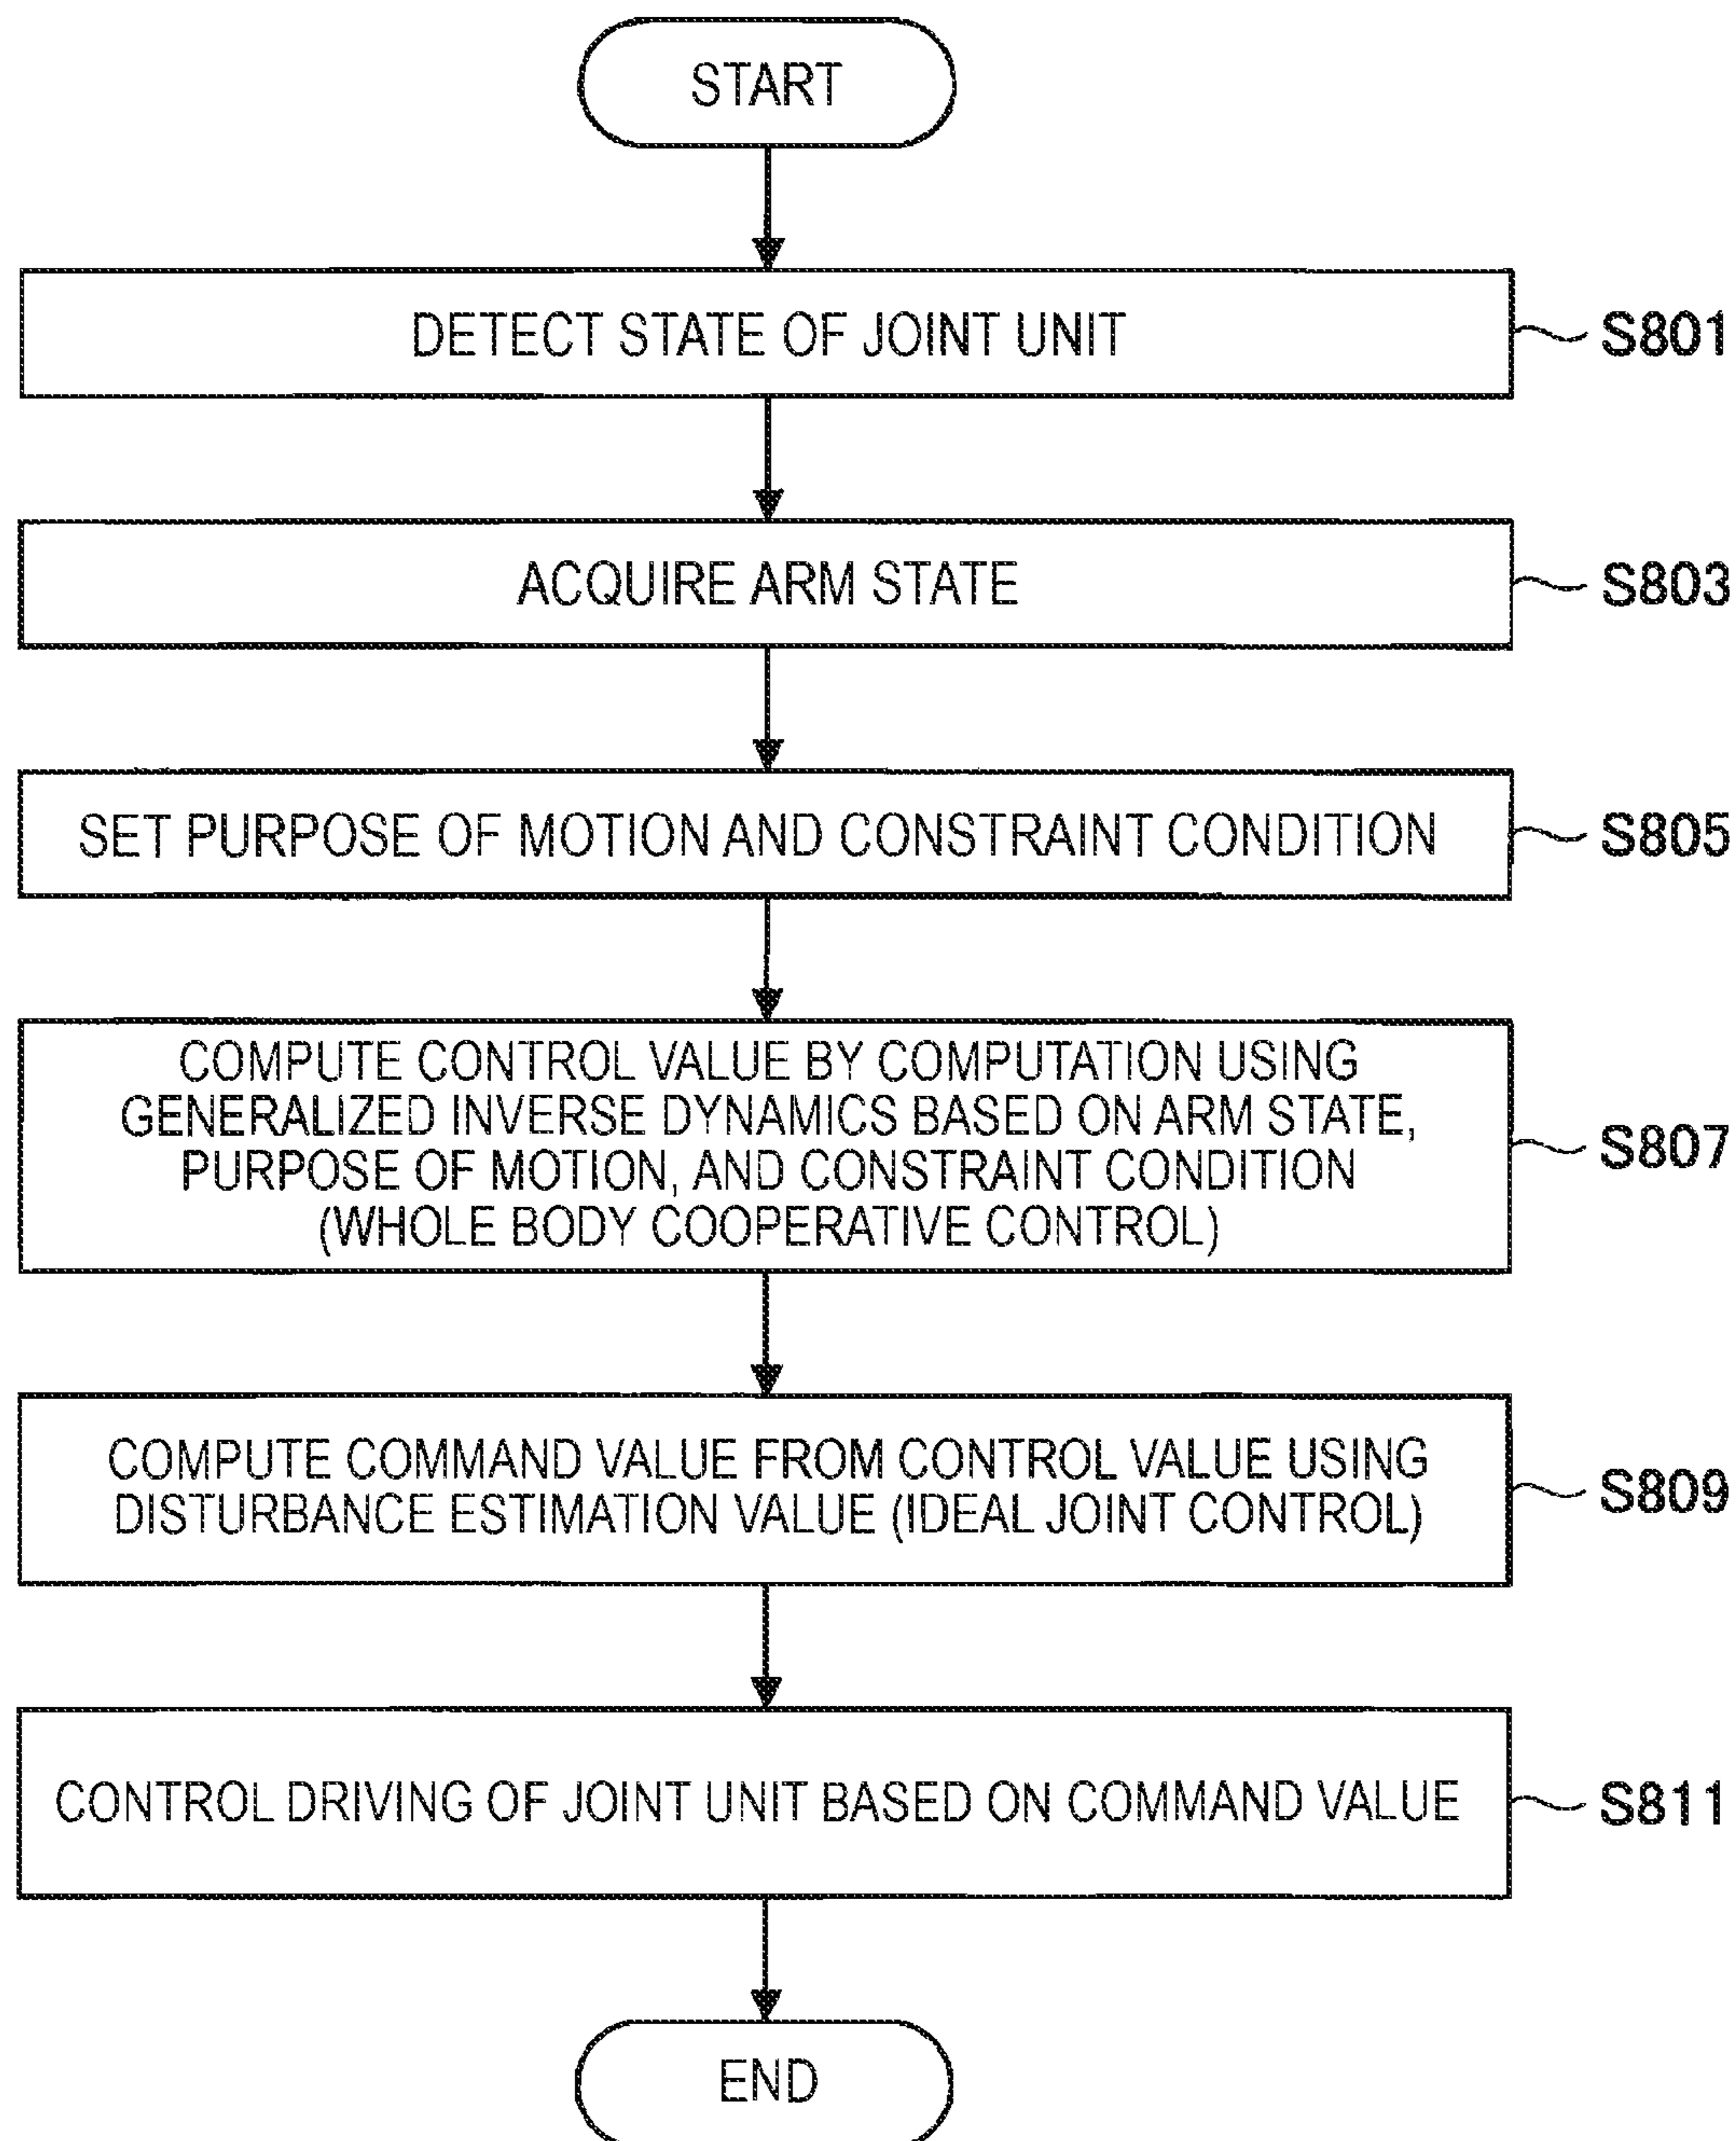 START
DETECT STATE OF JOINT UNIT
S801
ACQUIRE ARM STATE
S803
SET PURPOSE OF MOTION AND CONSTRAINT CONDITION
S805
COMPUTE CONTROL VALUE BY COMPUTATION USING
GENERALIZED INVERSE DYNAMICS BASED ON ARM STATE,
PURPOSE OF MOTION, AND CONSTRAINT CONDITION
(WHOLE BODY COOPERATIVE CONTROL)
S807
COMPUTE COMMAND VALUE FROM CONTROL VALUE USING
DISTURBANCE ESTIMATION VALUE (IDEAL JOINT CONTROL)
S809
CONTROL DRIVING OF JOINT UNIT BASED ON COMMAND VALUE
S811
END